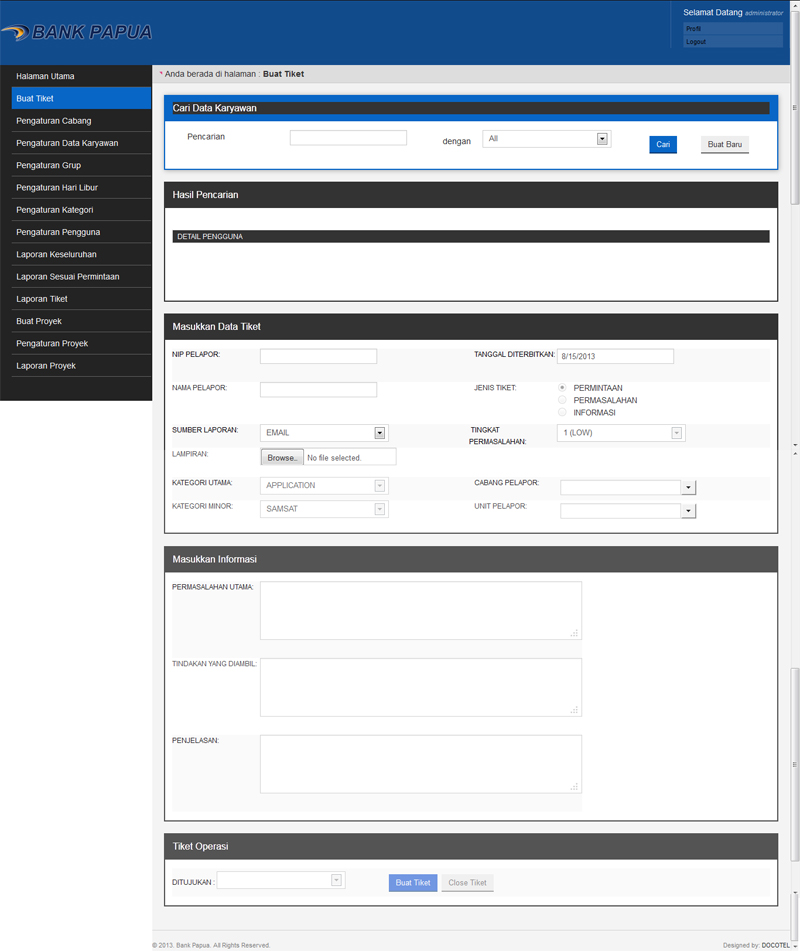 BANK PAPUA
Selamat Datang administrator
Profil
Logout
Halaman Utama
Buat Tiket
Pengaturan Cabang
Pengaturan Data Karyawan
Pengaturan Grup
Pengaturan Hari Libur
Pengaturan Kategori
Pengaturan Pengguna
Laporan Keseluruhan
Laporan Sesuai Permintaan
Laporan Tiket
Buat Proyek
Pengaturan Proyek
Laporan Proyek
* Anda berada di halaman : Buat Tiket
Cari Data Karyawan
Pencarian dengan All Cari Buat Baru
Hasil Pencarian
DETAIL PENGGUNA
Masukkan Data Tiket
NIP PELAPOR: TANGGAL DITERBITKAN: 8/15/2013
NAMA PELAPOR: JENIS TIKET: PERMINTAAN
PERMASALAHAN
INFORMASI
SUMBER LAPORAN: EMAIL TINGKAT PERMASALAHAN: 1 (LOW)
LAMPIRAN: Browse.. No file selected.
KATEGORI UTAMA: APPLICATION CABANG PELAPOR:
KATEGORI MINOR: SAMSAT UNIT PELAPOR:
Masukkan Informasi
PERMASALAHAN UTAMA:
TINDAKAN YANG DIAMBIL:
PENJELASAN:
Tiket Operasi
DITUJUKAN : Buat Tiket Close Tiket
© 2013. Bank Papua. All Rights Reserved. Designed by: DOCOTEL